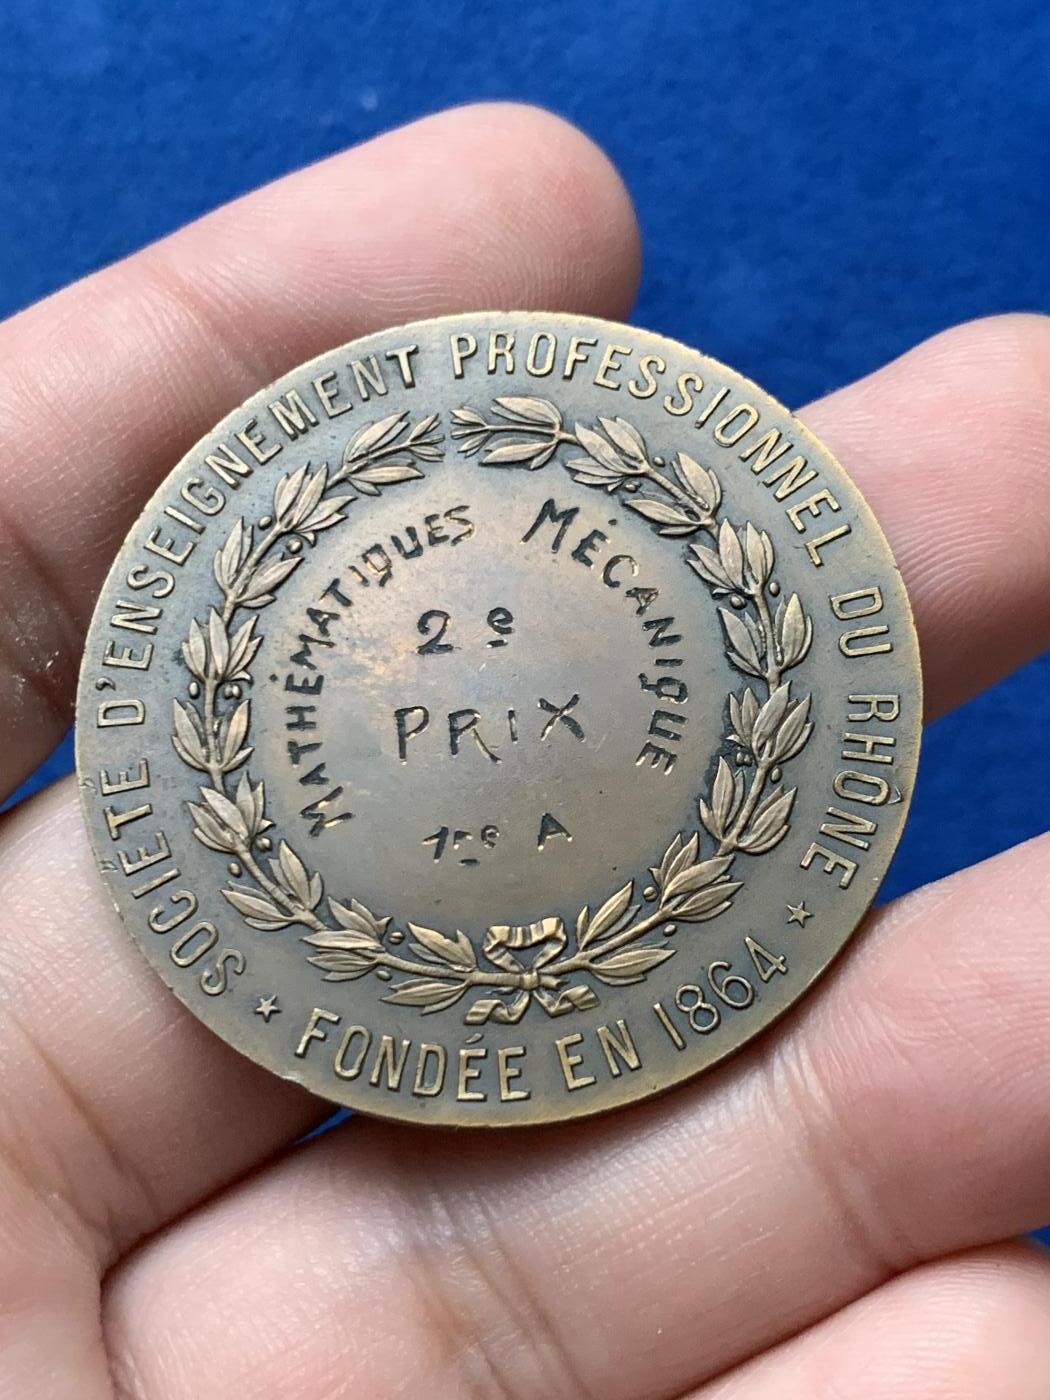 SOCIÉTÉ D'ENSEIGNEMENT PROFESSIONNEL DU RHÔNE
★ FONDÉE EN 1864 ★
MATHÉMATIQUES MÉCANIQUE
2e
PRIX
1re A